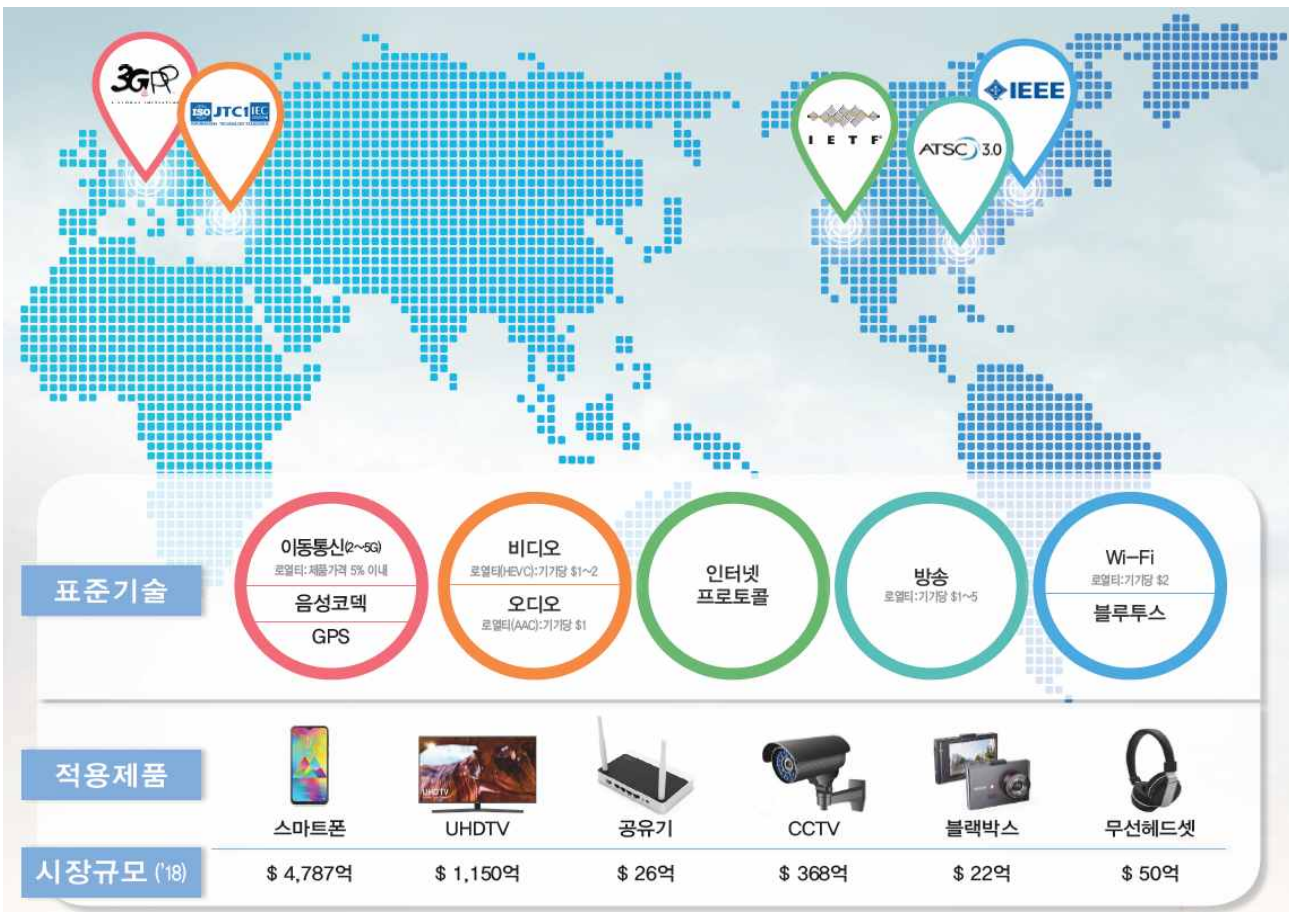 3GPP
A GLOBAL INITIATIVE
ISO JTC1 IEC
INFORMATION TECHNOLOGY STANDARDS
IETF
ATSC 3.0
IEEE
표준기술
이동통신(2~5G)
로열티:제품가격 5% 이내
음성코덱
GPS
비디오
로열티(HEVC):기기당 $1~2
오디오
로열티(AAC):기기당 $1
인터넷
프로토콜
방송
로열티:기기당 $1~5
Wi-Fi
로열티:기기당 $2
블루투스
적용제품
UHDTV
스마트폰
UHDTV
공유기
CCTV
블랙박스
무선헤드셋
시장규모 ('18)
$ 4,787억
$ 1,150억
$ 26억
$ 368억
$ 22억
$ 50억